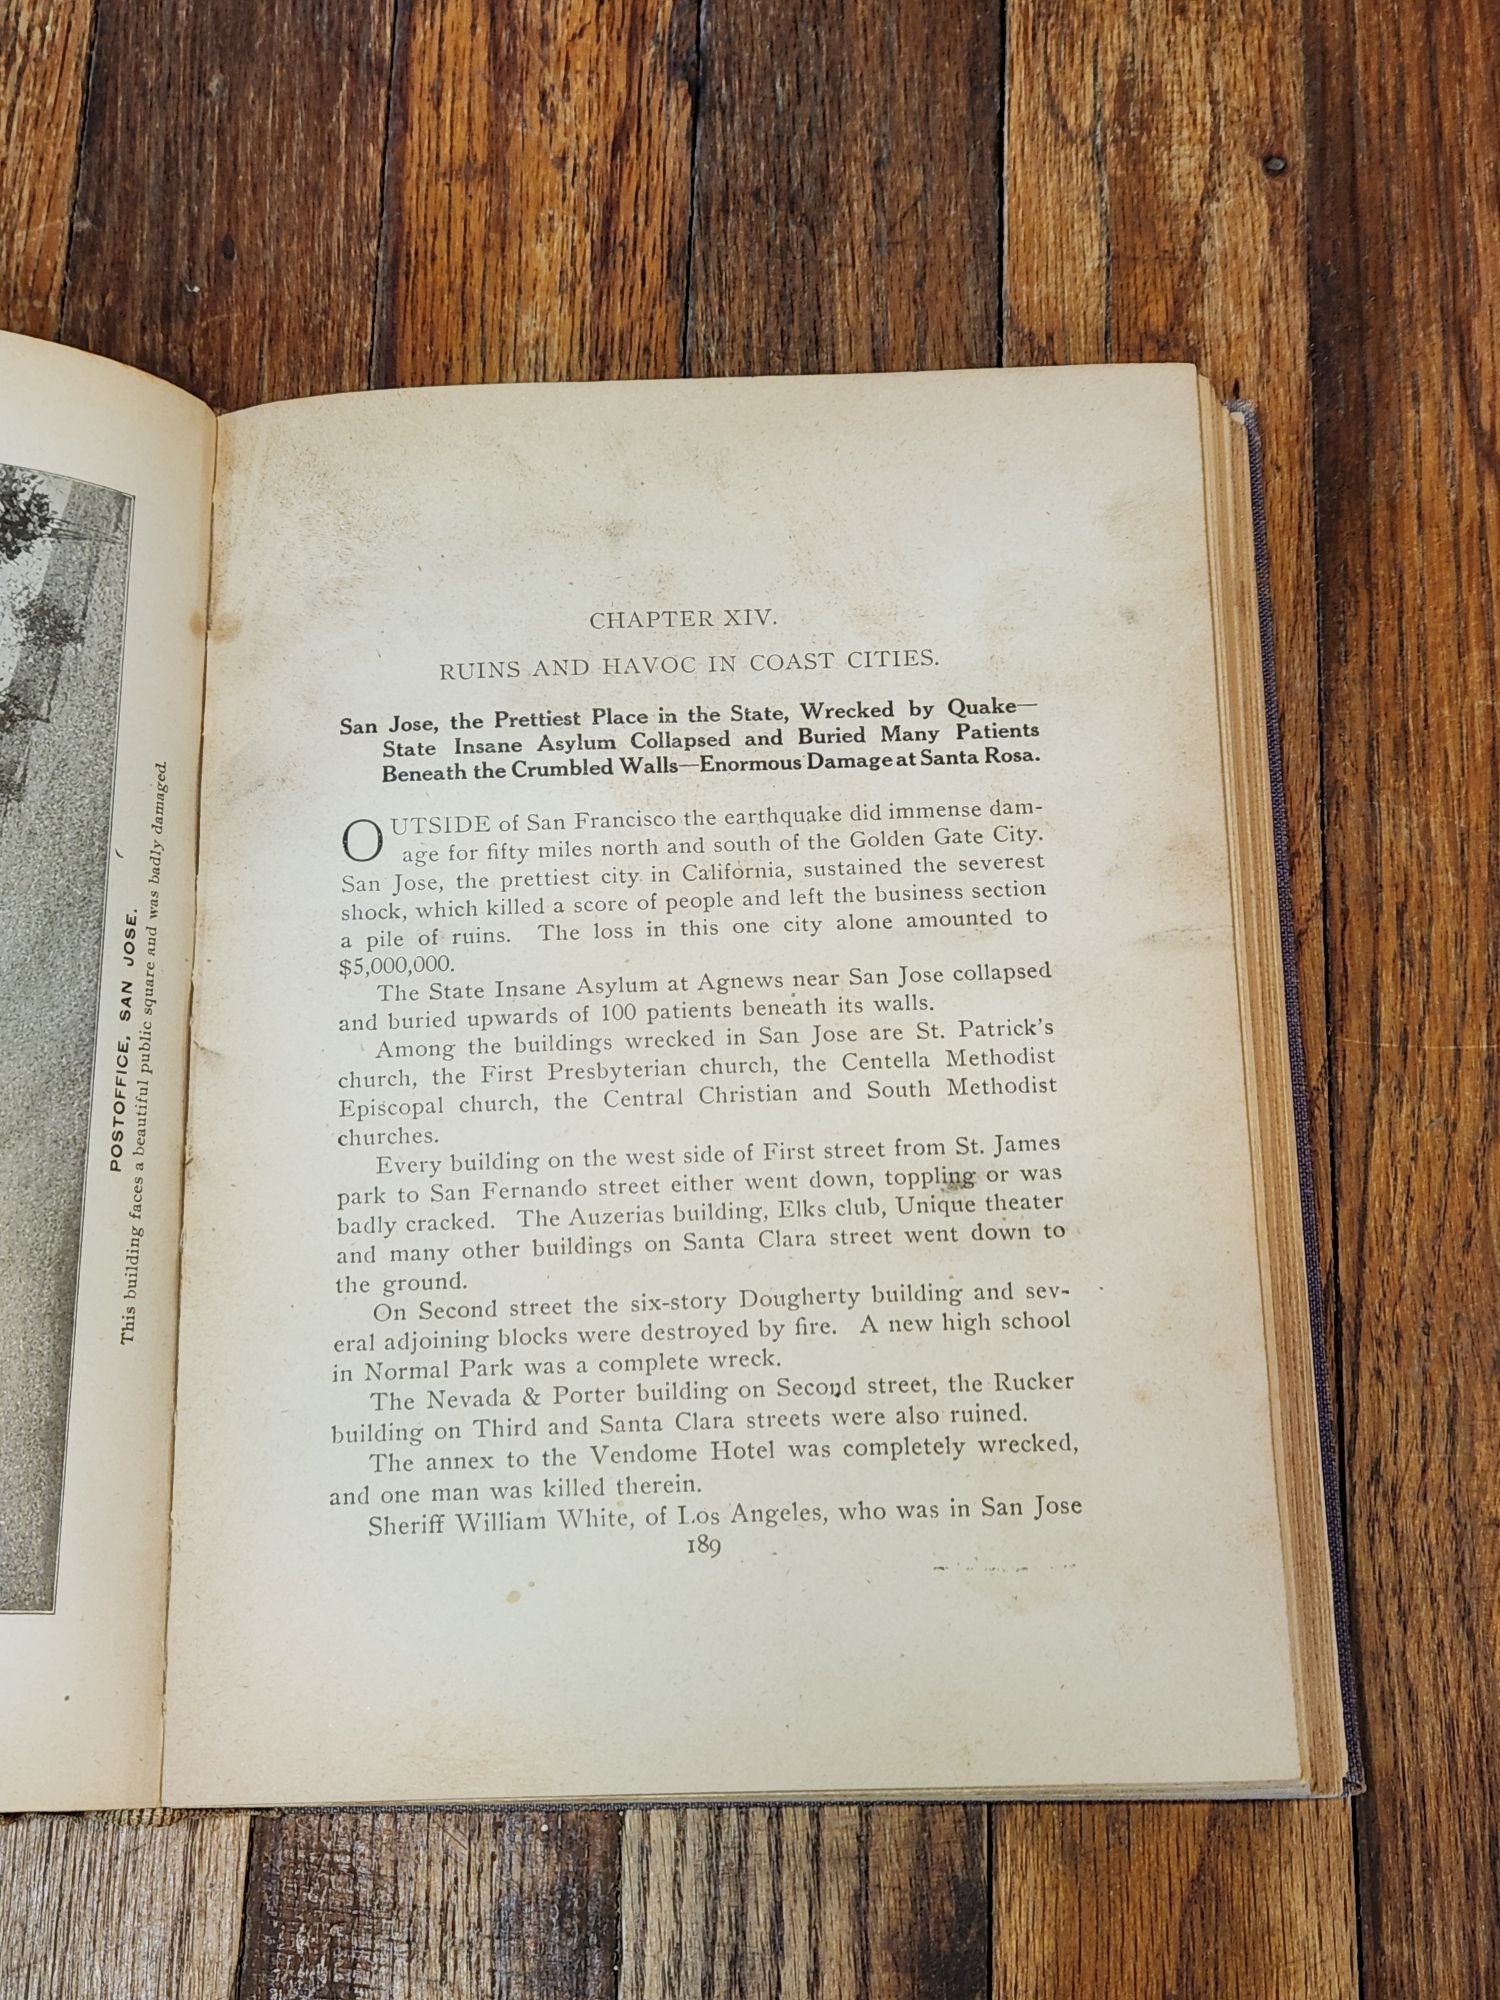 POSTOFFICE, SAN JOSE.
This building faces a beautiful public square and was badly damaged.
CHAPTER XIV.
RUINS AND HAVOC IN COAST CITIES.
San Jose, the Prettiest Place in the State, Wrecked by Quake—
State Insane Asylum Collapsed and Buried Many Patients
Beneath the Crumbled Walls—Enormous Damage at Santa Rosa.
OUTSIDE of San Francisco the earthquake did immense dam-
age for fifty miles north and south of the Golden Gate City.
San Jose, the prettiest city in California, sustained the severest
shock, which killed a score of people and left the business section
a pile of ruins. The loss in this one city alone amounted to
$5,000,000.
The State Insane Asylum at Agnews near San Jose collapsed
and buried upwards of 100 patients beneath its walls.
Among the buildings wrecked in San Jose are St. Patrick's
church, the First Presbyterian church, the Centella Methodist
Episcopal church, the Central Christian and South Methodist
churches.
Every building on the west side of First street from St. James
park to San Fernando street either went down, toppling or was
badly cracked. The Auzerias building, Elks club, Unique theater
and many other buildings on Santa Clara street went down to
the ground.
On Second street the six-story Dougherty building and sev-
eral adjoining blocks were destroyed by fire. A new high school
in Normal Park was a complete wreck.
The Nevada & Porter building on Second street, the Rucker
building on Third and Santa Clara streets were also ruined.
The annex to the Vendome Hotel was completely wrecked,
and one man was killed therein.
Sheriff William White, of Los Angeles, who was in San Jose
189